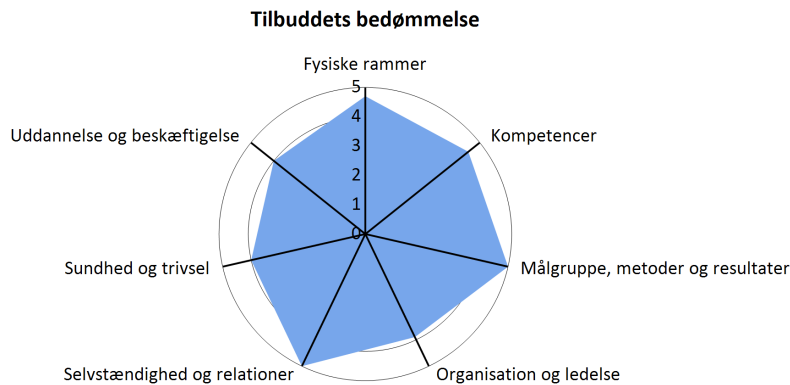 Tilbuddets bedømmelse
Fysiske rammer
5
4
3
2
1
0
Kompetencer
Målgruppe, metoder og resultater
Organisation og ledelse
Selvstændighed og relationer
Sundhed og trivsel
Uddannelse og beskæftigelse